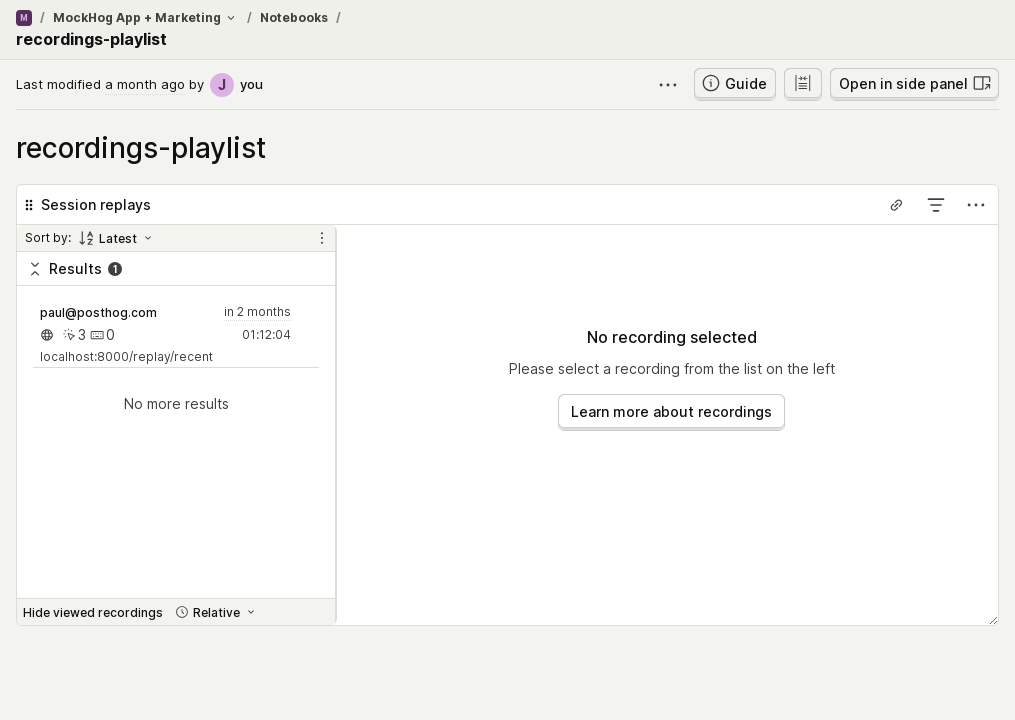 M / MockHog App + Marketing / Notebooks /
recordings-playlist
Last modified a month ago by J you
Guide
Open in side panel
recordings-playlist
Session replays
Sort by: Latest
Results 1
paul@posthog.com in 2 months
3 0 01:12:04
localhost:8000/replay/recent
No more results
No recording selected
Please select a recording from the list on the left
Learn more about recordings
Hide viewed recordings Relative